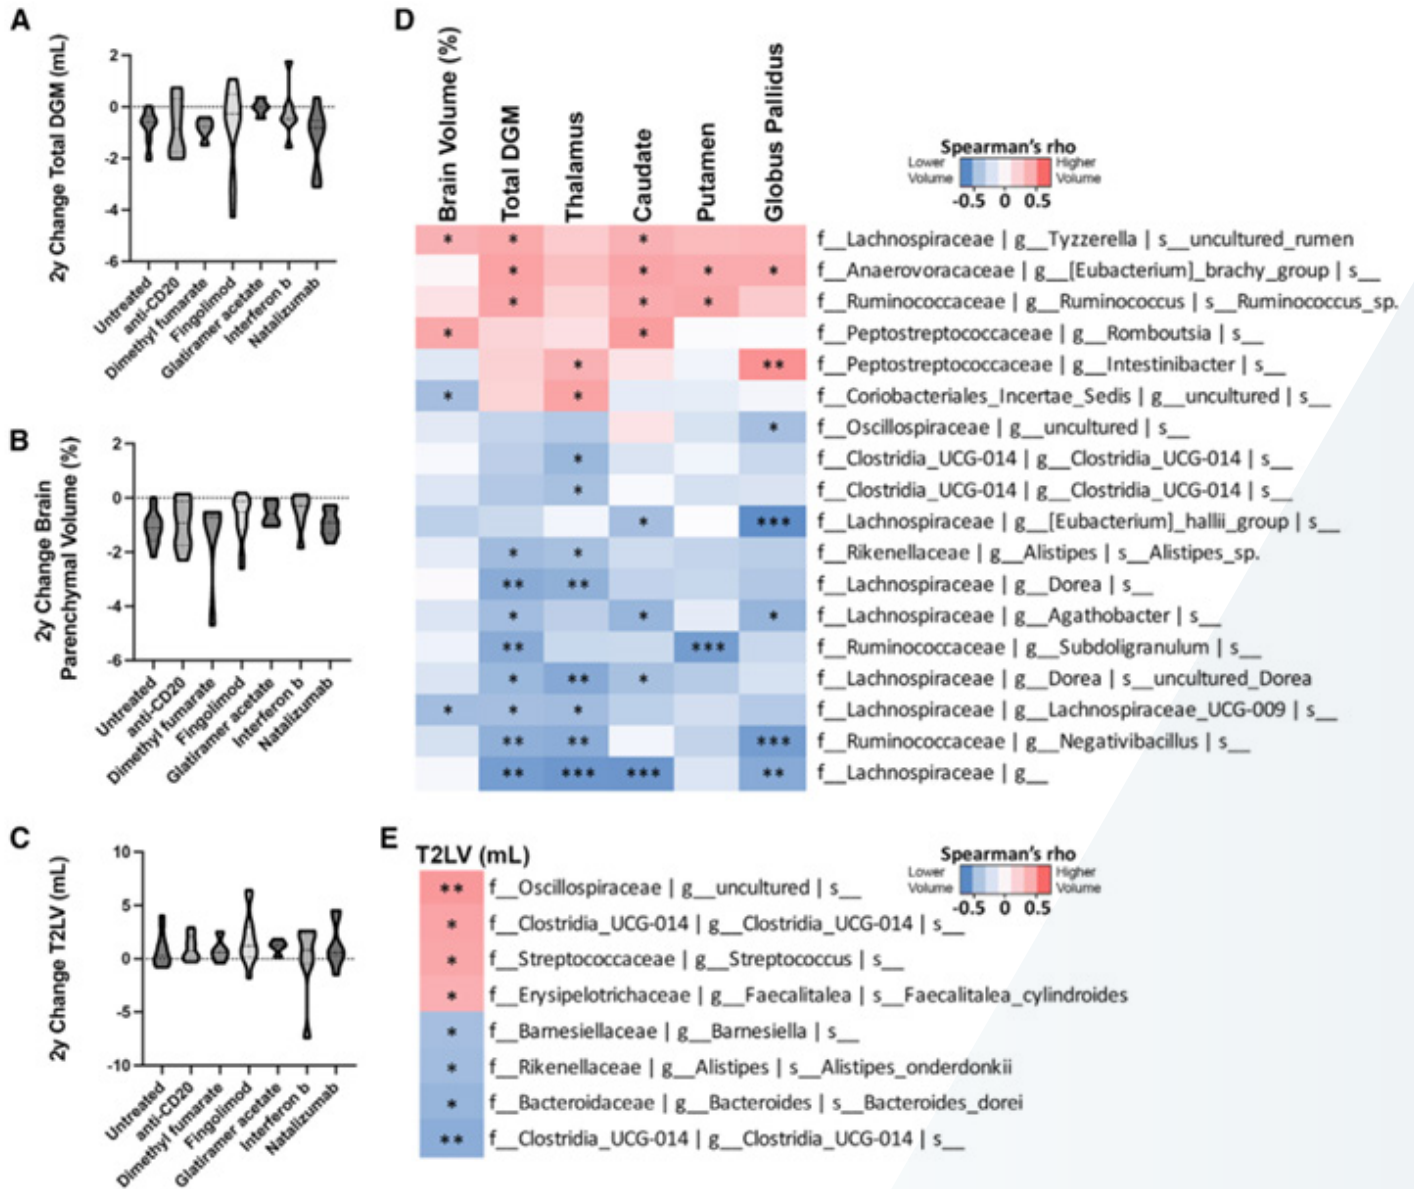 A
2y Change Total DGM (mL)
2
0
-2
-4
-6
Untreated
anti-CD20
Dimethyl fumarate
Fingolimod
Glatiramer acetate
Interferon b
Natalizumab
B
2y Change Brain
Parenchymal Volume (%)
2
0
-2
-4
-6
Untreated
anti-CD20
Dimethyl fumarate
Fingolimod
Glatiramer acetate
Interferon b
Natalizumab
C
2y Change T2LV (mL)
10
5
0
-5
-10
Untreated
anti-CD20
Dimethyl fumarate
Fingolimod
Glatiramer acetate
Interferon b
Natalizumab
D
Brain Volume (%)
Total DGM
Thalamus
Caudate
Putamen
Globus Pallidus
Spearman's rho
Lower Volume
Higher Volume
-0.5 0 0.5
* * * f__Lachnospiraceae | g__Tyzzerella | s__uncultured_rumen
* * * * f__Anaerovoracaceae | g__[Eubacterium]_brachy_group | s__
* * * f__Ruminococcaceae | g__Ruminococcus | s__Ruminococcus_sp.
* * f__Peptostreptococcaceae | g__Romboutsia | s__
* ** f__Peptostreptococcaceae | g__Intestinibacter | s__
* * f__Coriobacteriales_Incertae_Sedis | g__uncultured | s__
* f__Oscillospiraceae | g__uncultured | s__
* f__Clostridia_UCG-014 | g__Clostridia_UCG-014 | s__
* f__Clostridia_UCG-014 | g__Clostridia_UCG-014 | s__
* *** f__Lachnospiraceae | g__[Eubacterium]_hallii_group | s__
* * f__Rikenellaceae | g__Alistipes | s__Alistipes_sp.
** ** f__Lachnospiraceae | g__Dorea | s__
* * * f__Lachnospiraceae | g__Agathobacter | s__
** *** f__Ruminococcaceae | g__Subdoligranulum | s__
* ** * f__Lachnospiraceae | g__Dorea | s__uncultured_Dorea
* * * f__Lachnospiraceae | g__Lachnospiraceae_UCG-009 | s__
** ** *** f__Ruminococcaceae | g__Negativibacillus | s__
** *** *** ** f__Lachnospiraceae | g__
E
T2LV (mL)
Spearman's rho
Lower Volume
Higher Volume
-0.5 0 0.5
** f__Oscillospiraceae | g__uncultured | s__
* f__Clostridia_UCG-014 | g__Clostridia_UCG-014 | s__
* f__Streptococcaceae | g__Streptococcus | s__
* f__Erysipelotrichaceae | g__Faecalitalea | s__Faecalitalea_cylindroides
* f__Barnesiellaceae | g__Barnesiella | s__
* f__Rikenellaceae | g__Alistipes | s__Alistipes_onderdonkii
* f__Bacteroidaceae | g__Bacteroides | s__Bacteroides_dorei
** f__Clostridia_UCG-014 | g__Clostridia_UCG-014 | s__